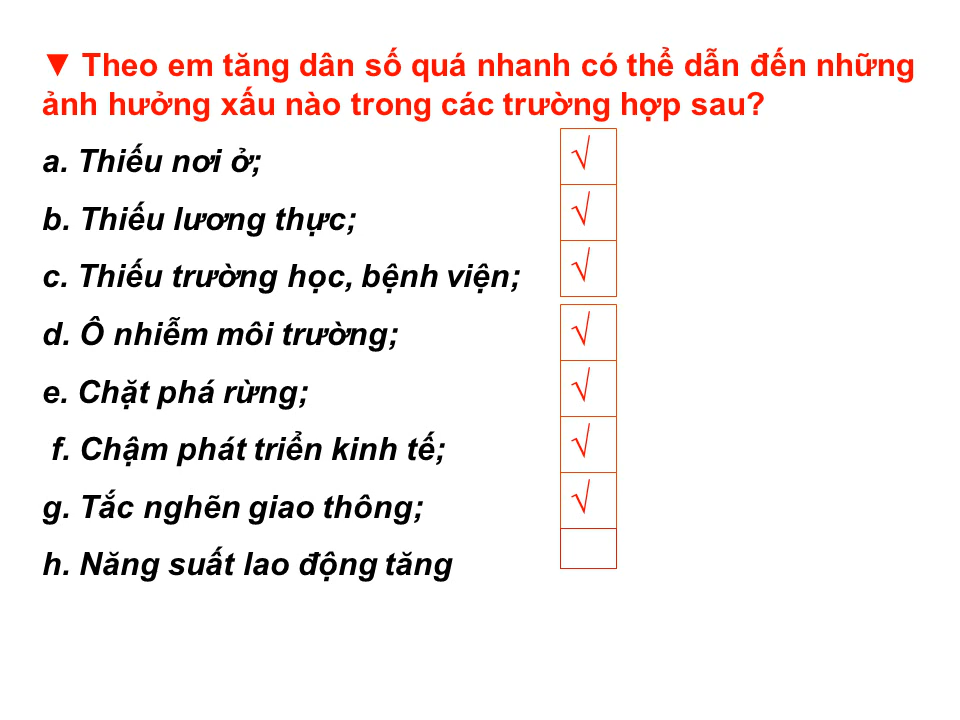 ▼ Theo em tăng dân số quá nhanh có thể dẫn đến những
ảnh hưởng xấu nào trong các trường hợp sau?
a. Thiếu nơi ở; √
b. Thiếu lương thực; √
c. Thiếu trường học, bệnh viện; √
d. Ô nhiễm môi trường; √
e. Chặt phá rừng; √
f. Chậm phát triển kinh tế; √
g. Tắc nghẽn giao thông; √
h. Năng suất lao động tăng